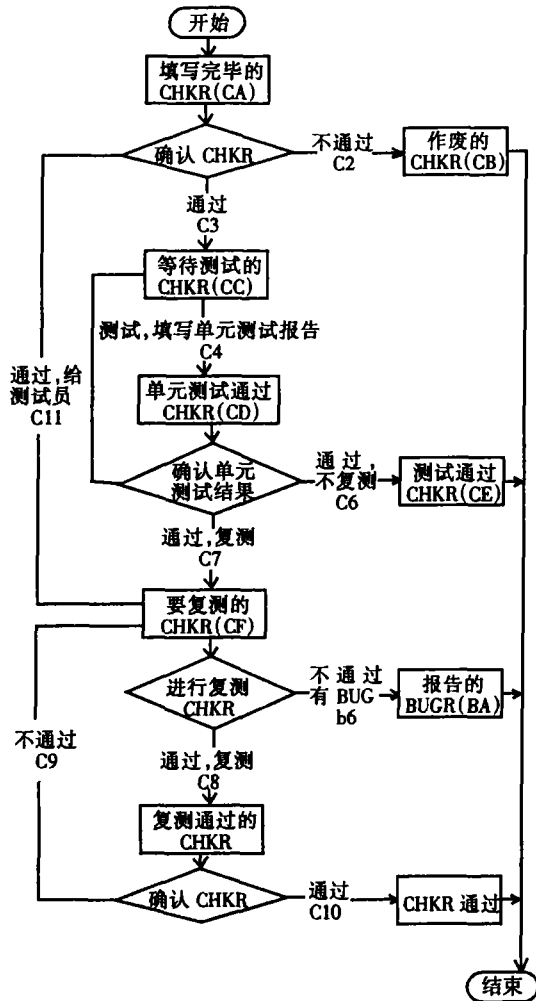 开始
填写完毕的
CHKR(CA)
确认 CHKR
不通过
C2
作废的
CHKR(CB)
通过
C3
等待测试的
CHKR(CC)
测试,填写单元测试报告
C4
通过,给
测试员
C11
单元测试通过
CHKR(CD)
确认单元
测试结果
通过,
不复测
C6
测试通过
CHKR(CE)
通过,复测
C7
要复测的
CHKR(CF)
进行复测
CHKR
不通过
有 BUG
b6
报告的
BUGR(BA)
不通过
C9
通过,复测
C8
复测通过的
CHKR
确认 CHKR
通过
C10
CHKR 通过
结束